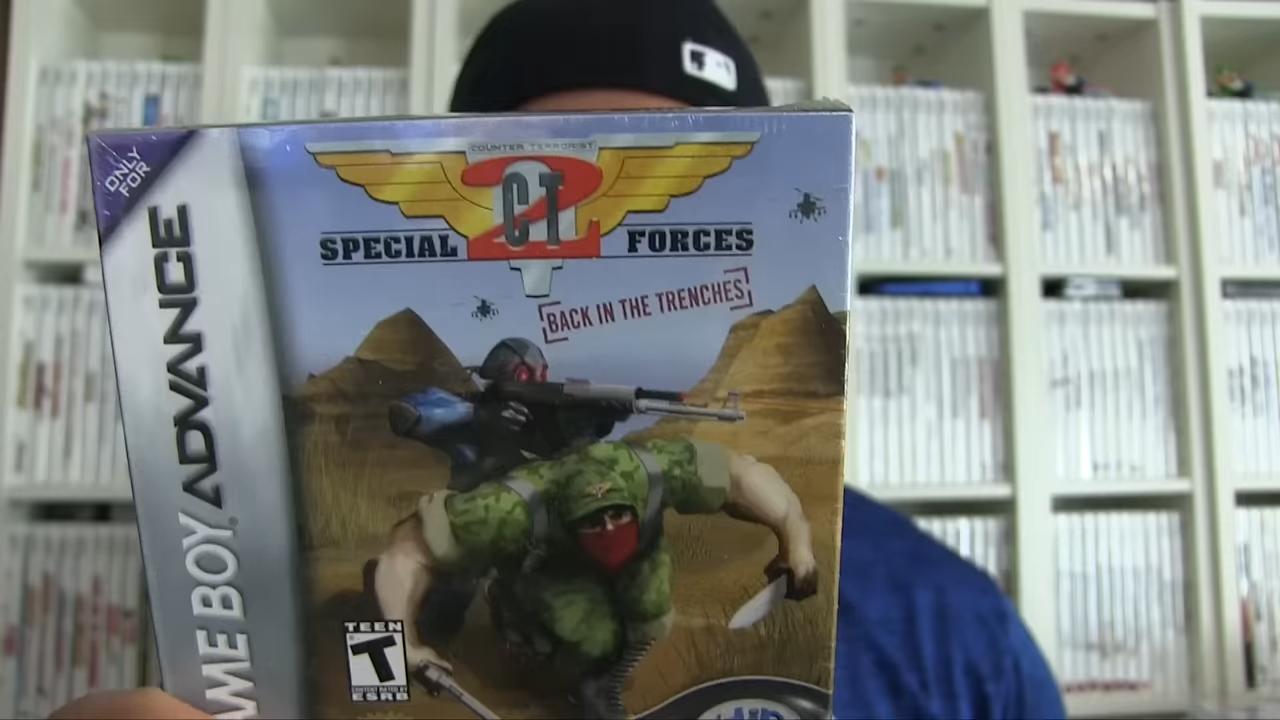 ONLY
FOR
GAME BOY ADVANCE
COUNTER TERRORIST
CT 2
SPECIAL FORCES
BACK IN THE TRENCHES
TEEN
T
CONTENT RATED BY
ESRB